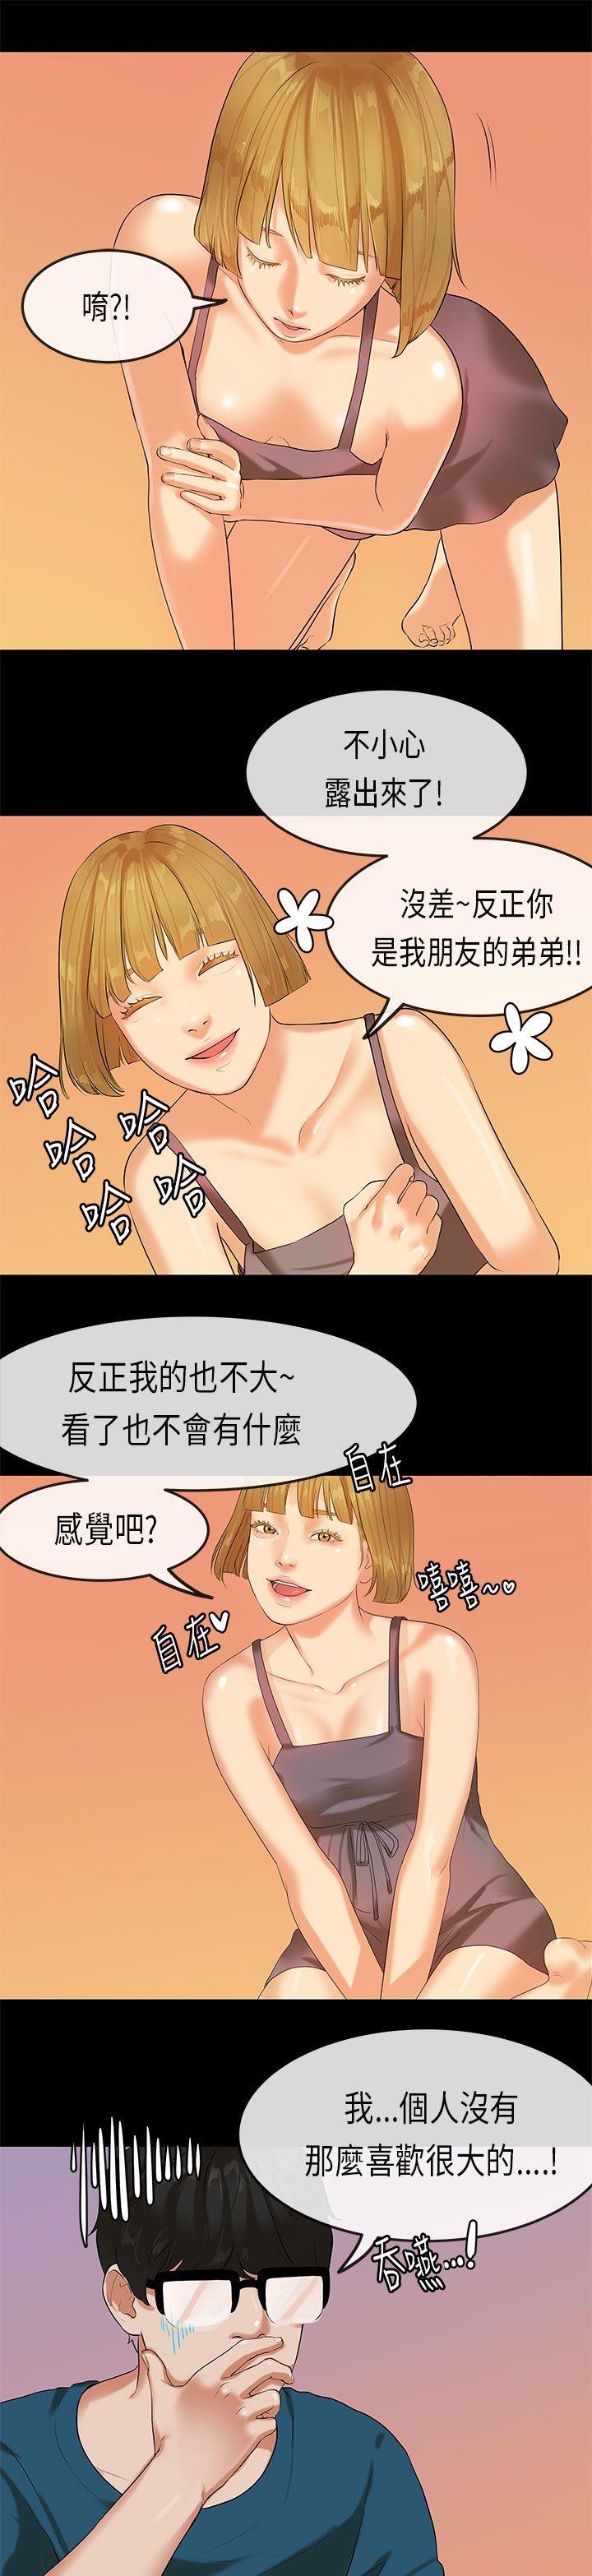 唷?!
不小心
露出來了!
沒差~反正你
是我朋友的弟弟!!
哈
哈
哈
哈
哈
反正我的也不大~
看了也不會有什麼
感覺吧?
自在
嘻嘻~♥
自在♥
我...個人沒有
那麼喜歡很大的....!
吞嚥...!